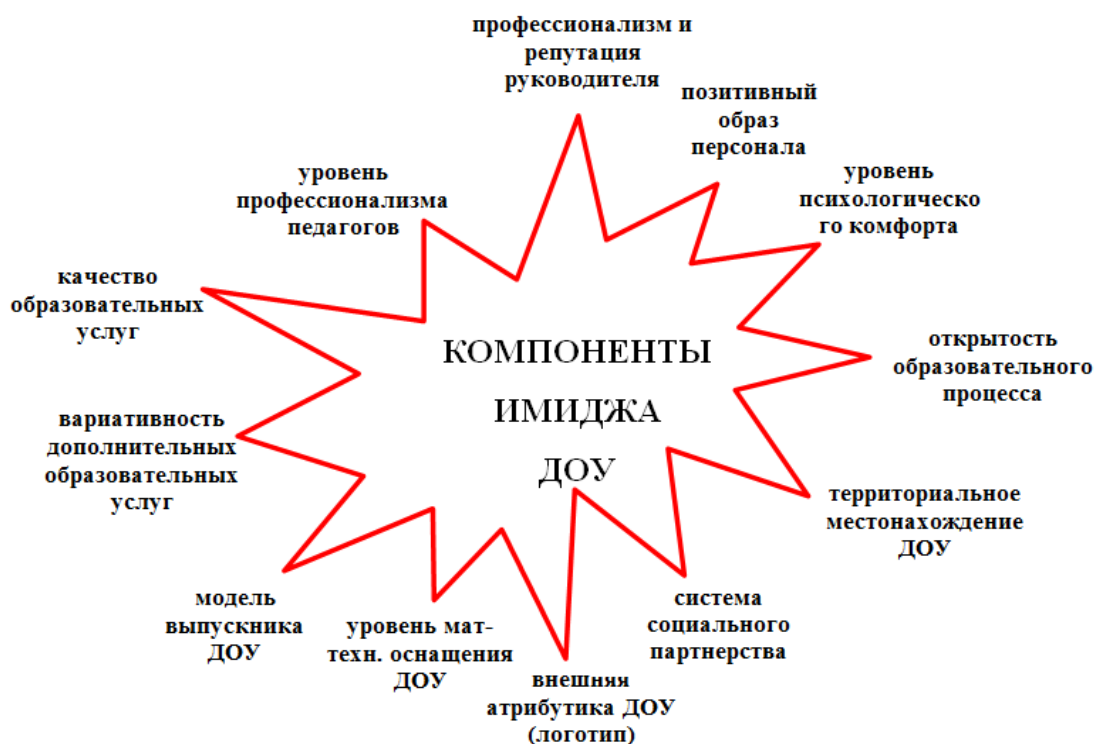 профессионализм и
репутация
руководителя
позитивный
образ
персонала
уровень
психологическо
го комфорта
открытость
образовательного
процесса
территориальное
местонахождение
ДОУ
система
социального
партнерства
внешняя
атрибутика ДОУ
(логотип)
уровень мат-
техн. оснащения
ДОУ
модель
выпускника
ДОУ
вариативность
дополнительных
образовательных
услуг
качество
образовательных
услуг
уровень
профессионализма
педагогов
КОМПОНЕНТЫ
ИМИДЖА
ДОУ